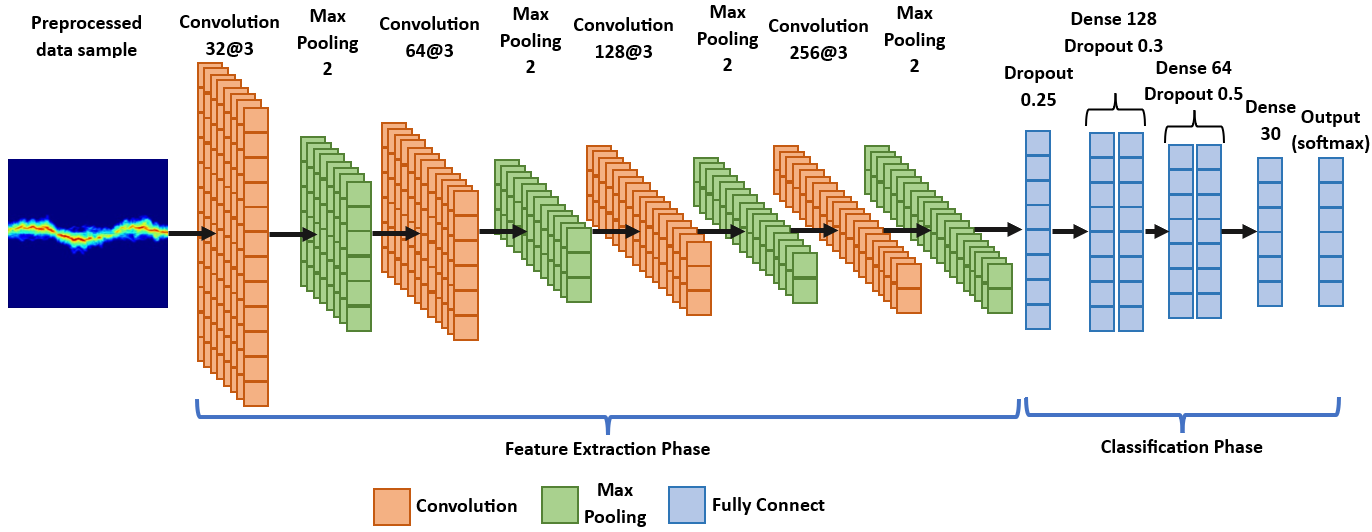 Preprocessed
data sample
Convolution
32@3
Max
Pooling
2
Convolution
64@3
Max
Pooling
2
Convolution
128@3
Max
Pooling
2
Convolution
256@3
Max
Pooling
2
Dropout
0.25
Dense 128
Dropout 0.3
Dense 64
Dropout 0.5
Dense
30
Output
(softmax)
Feature Extraction Phase
Classification Phase
Convolution
Max
Pooling
Fully Connect